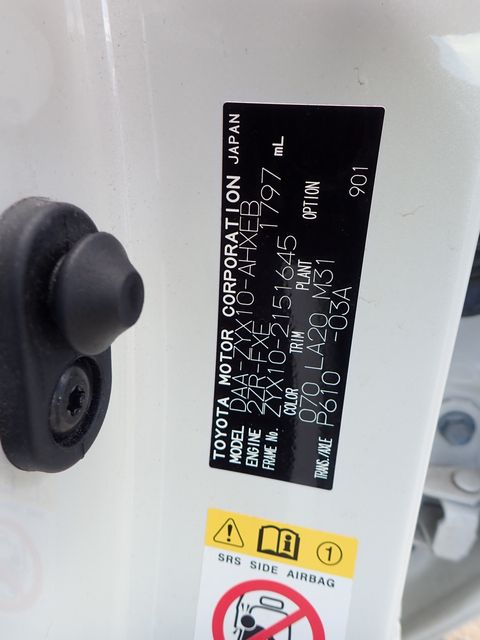 TOYOTA MOTOR CORPORATION JAPAN
MODEL DAA-ZYX10-AHXEB
ENGINE 2ZR-FXE 1797 mL
FRAME No. ZYX10-2151645
COLOR TRIM PLANT OPTION
070 LA20 M31 901
TRANS./AXLE P610 -03A
1
SRS SIDE AIRBAG